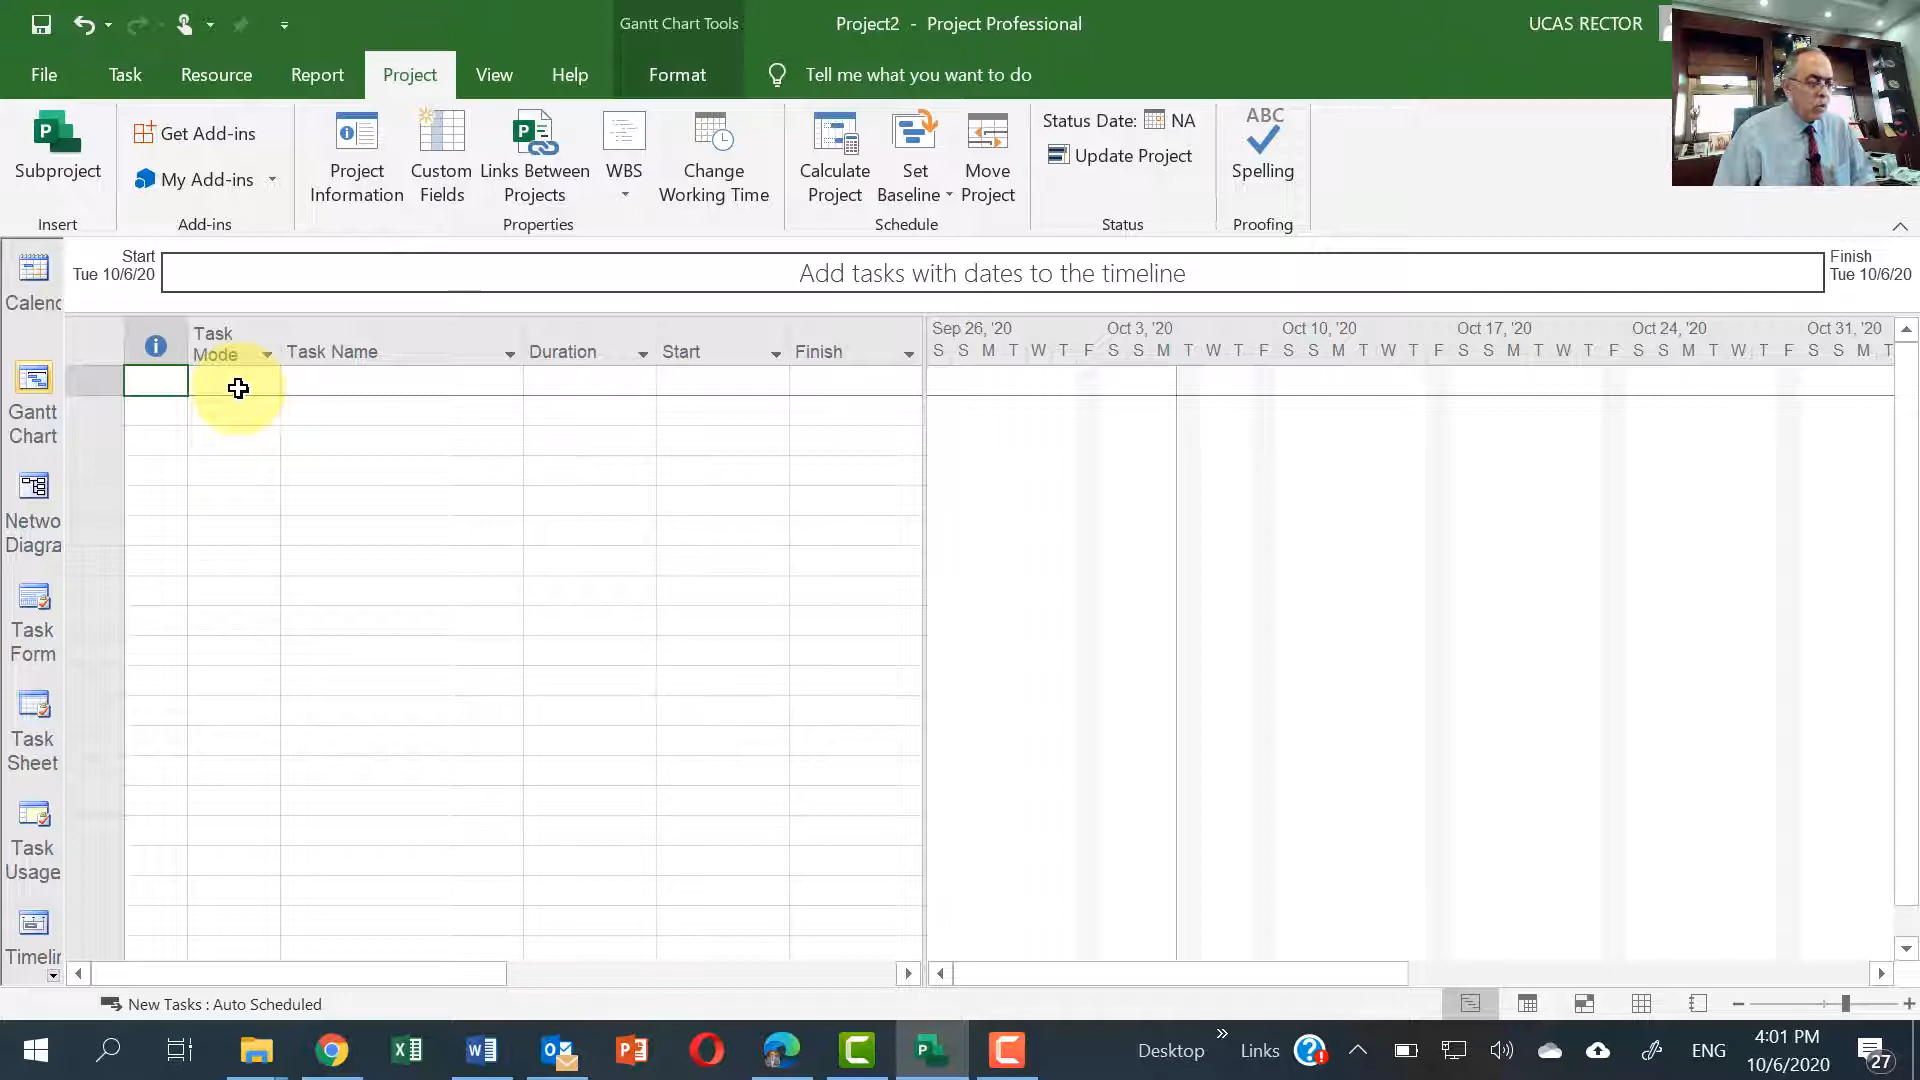 Gantt Chart Tools
Project2 - Project Professional
UCAS RECTOR
File
Task
Resource
Report
Project
View
Help
Format
Tell me what you want to do
Subproject
Insert
Get Add-ins
My Add-ins
Add-ins
Project
Information
Custom
Fields
Links Between
Projects
WBS
Change
Working Time
Properties
Calculate
Project
Set
Baseline
Move
Project
Schedule
Status Date: NA
Update Project
Status
ABC
Spelling
Proofing
Start
Tue 10/6/20
Add tasks with dates to the timeline
Finish
Tue 10/6/20
Calend
Gantt
Chart
Netwo
Diagra
Task
Form
Task
Sheet
Task
Usage
Timelin
Task
Mode
Task Name
Duration
Start
Finish
Sep 26, '20 Oct 3, '20 Oct 10, '20 Oct 17, '20 Oct 24, '20 Oct 31, '20
S S M T W T F S S M T W T F S S M T W T F S S M T W T F S S M T W T F S S M T
New Tasks : Auto Scheduled
Desktop
Links
ENG
4:01 PM
10/6/2020
27